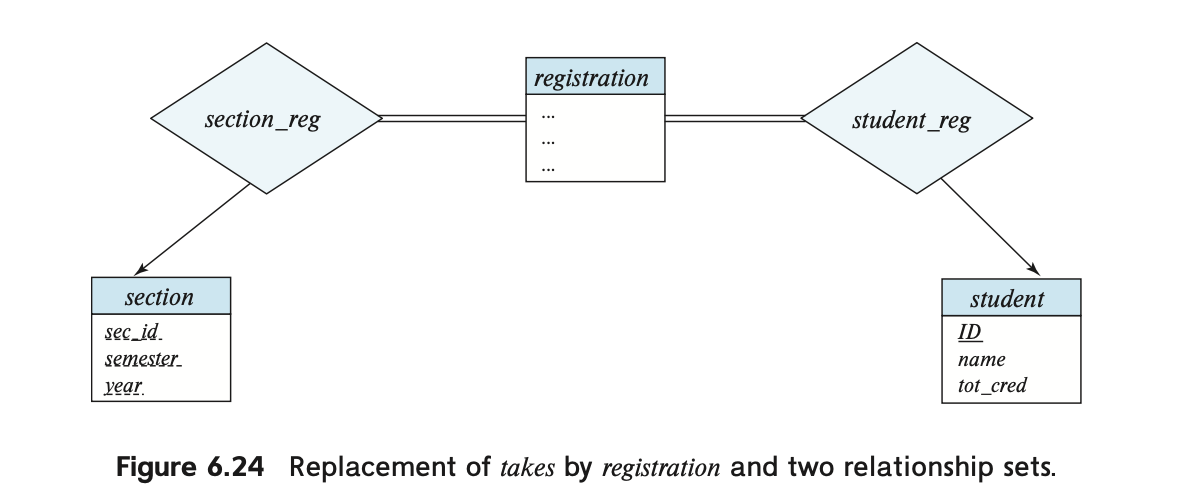 section_reg
registration
...
...
...
student_reg
section
sec_id
semester
year
student
ID
name
tot_cred
Figure 6.24 Replacement of takes by registration and two relationship sets.